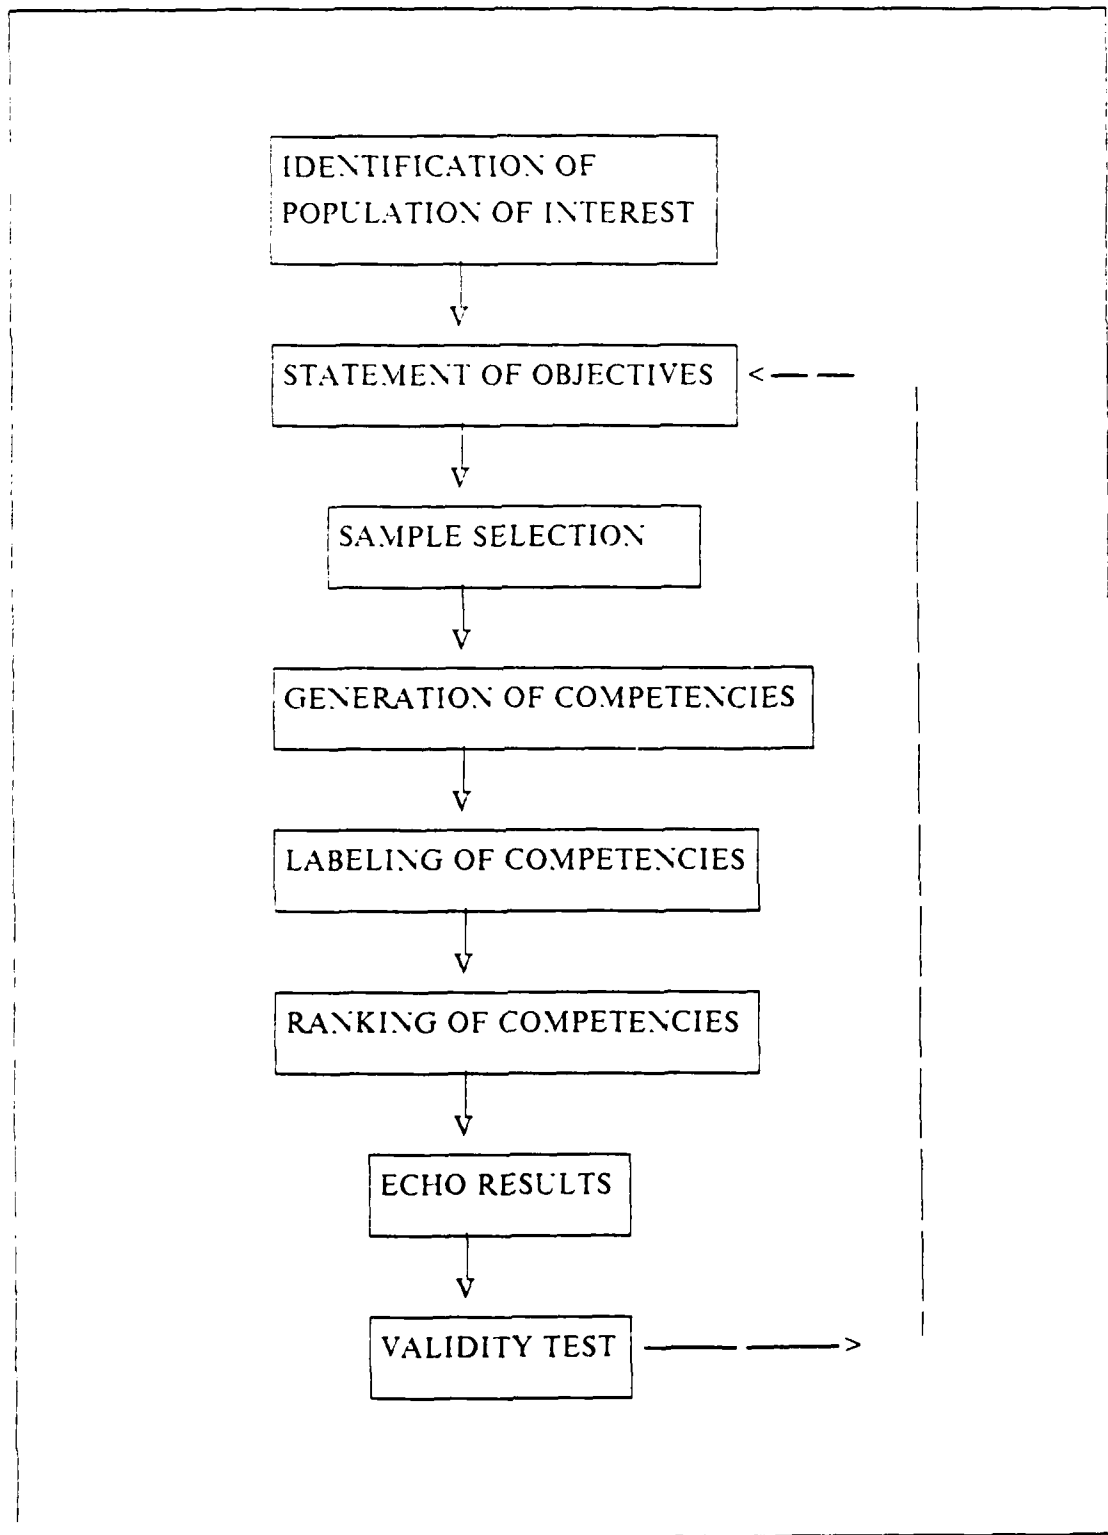 IDENTIFICATION OF
POPULATION OF INTEREST
STATEMENT OF OBJECTIVES
SAMPLE SELECTION
GENERATION OF COMPETENCIES
LABELING OF COMPETENCIES
RANKING OF COMPETENCIES
ECHO RESULTS
VALIDITY TEST